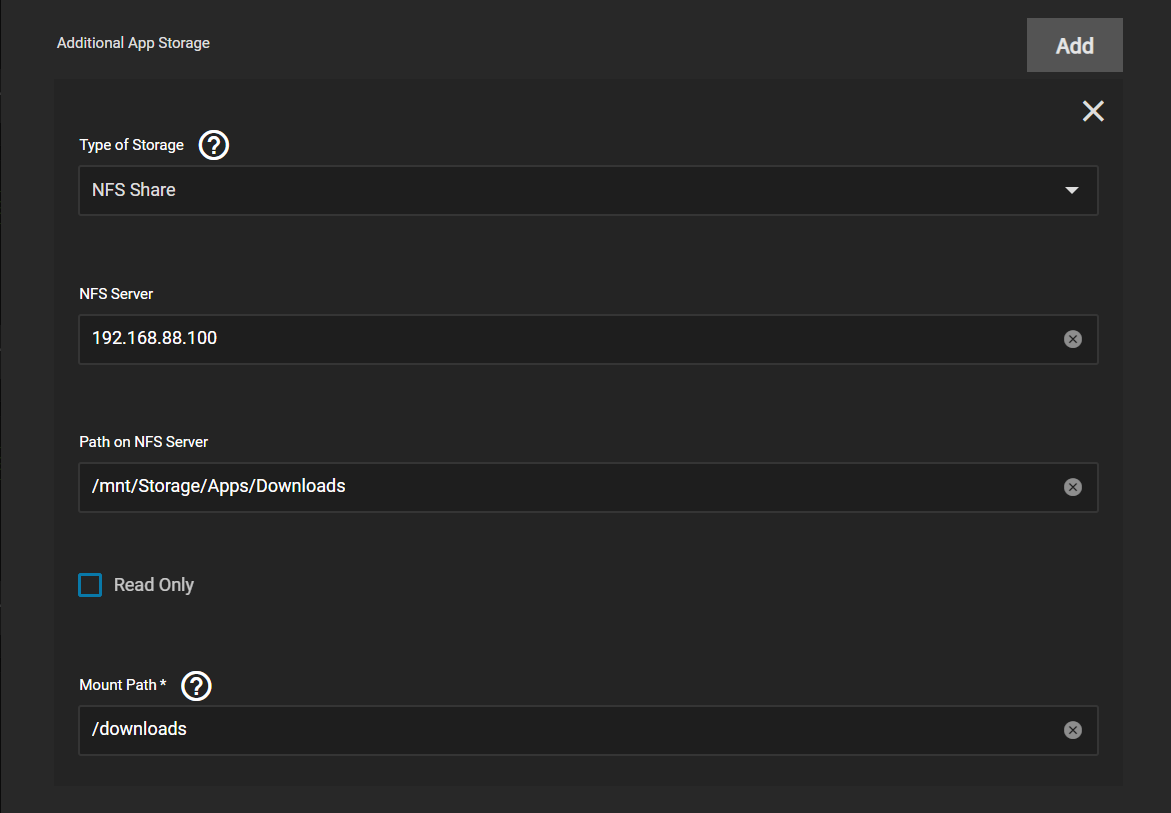 Additional App Storage
Add
Type of Storage
NFS Share
NFS Server
192.168.88.100
Path on NFS Server
/mnt/Storage/Apps/Downloads
Read Only
Mount Path *
/downloads